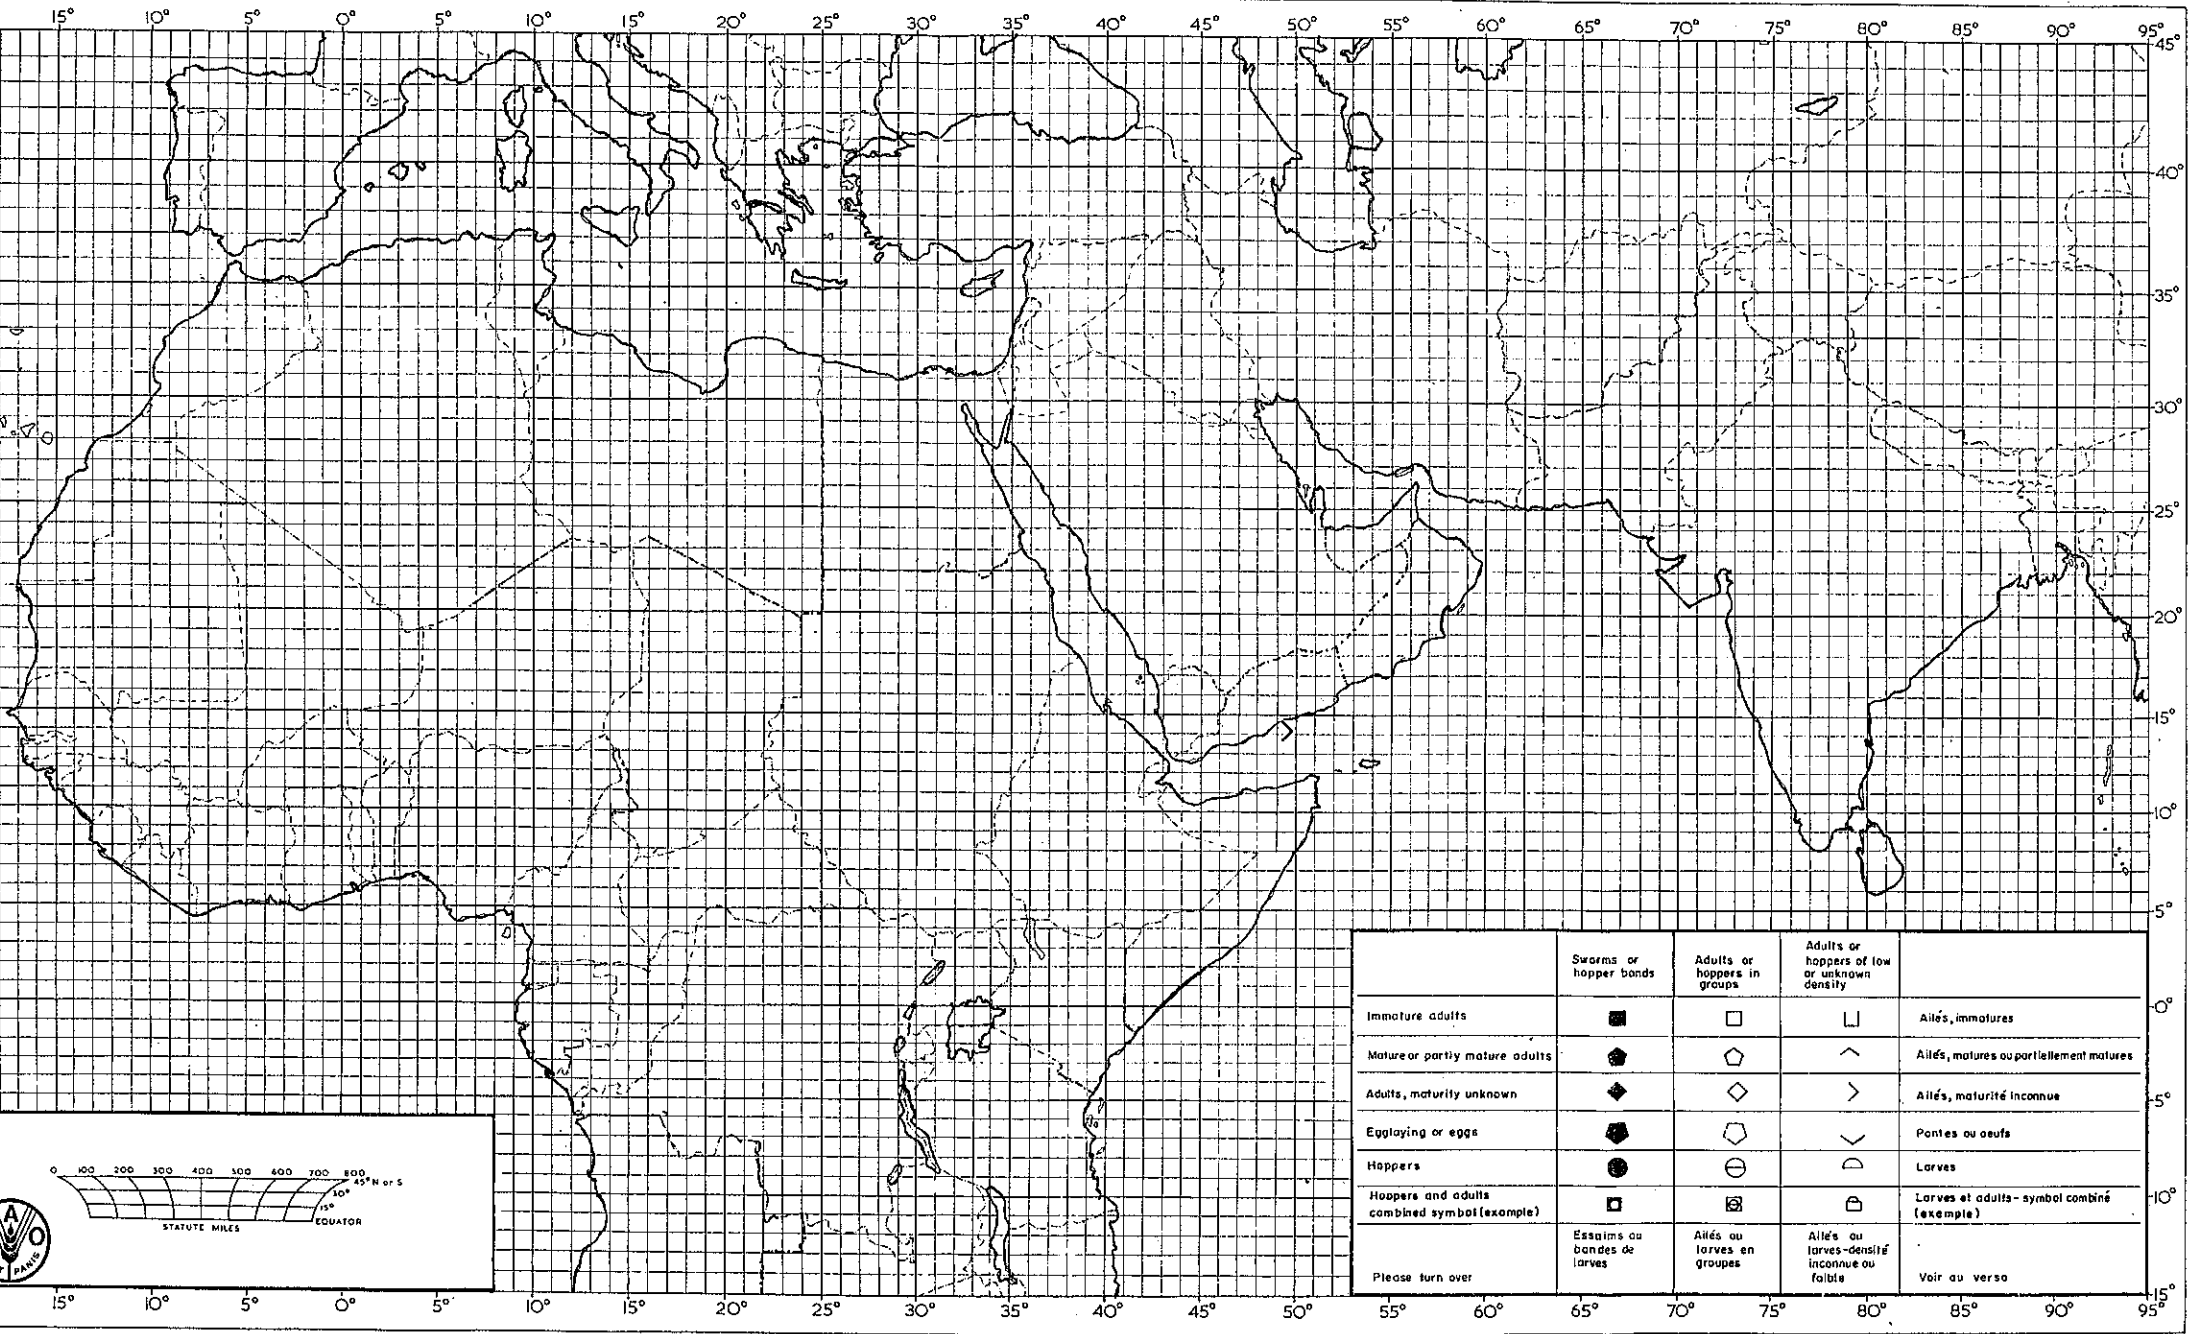 15° 10° 5° 0° 5° 10° 15° 20° 25° 30° 35° 40° 45° 50° 55° 60° 65° 70° 75° 80° 85° 90° 95°
45°
40°
35°
30°
25°
20°
15°
10°
5°
0°
5°
10°
15°
Swarms or
hopper bands
Adults or
hoppers in
groups
Adults or
hoppers of low
or unknown
density
Immature adults
Ailés, immatures
Mature or partly mature adults
Ailés, matures ou partiellement matures
Adults, maturity unknown
Ailés, maturité inconnue
Egglaying or eggs
Pontes ou oeufs
Hoppers
Larves
Hoppers and adults
combined symbol (example)
Larves et adults - symbol combiné
(exemple)
Essaims ou
bandes de
larves
Ailés ou
larves en
groupes
Ailés ou
larves-densité
inconnue ou
faible
Please turn over
Voir au verso
0 100 200 300 400 500 600 700 800
45° N or S
30°
15°
EQUATOR
STATUTE MILES
A
O
PANIS
15° 10° 5° 0° 5° 10° 15° 20° 25° 30° 35° 40° 45° 50° 55° 60° 65° 70° 75° 80° 85° 90° 95°